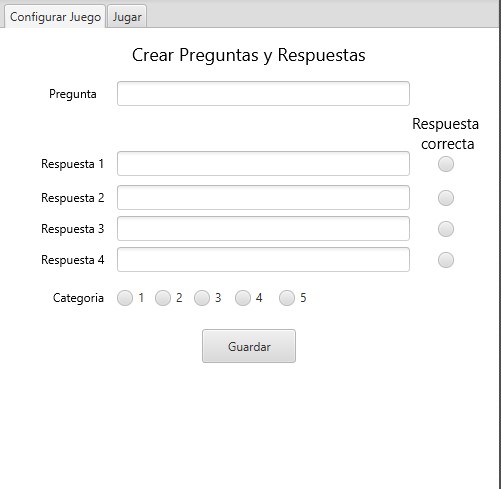 Configurar Juego Jugar
Crear Preguntas y Respuestas
Pregunta
Respuesta
correcta
Respuesta 1
Respuesta 2
Respuesta 3
Respuesta 4
Categoria 1 2 3 4 5
Guardar